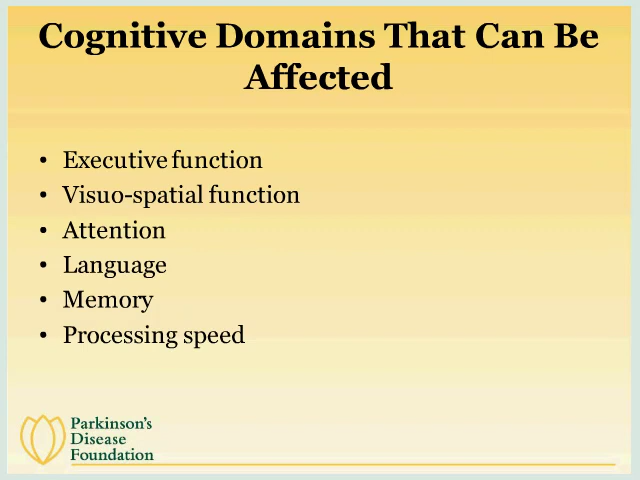 Cognitive Domains That Can Be
Affected
• Executive function
• Visuo-spatial function
• Attention
• Language
• Memory
• Processing speed
Parkinson's
Disease
Foundation